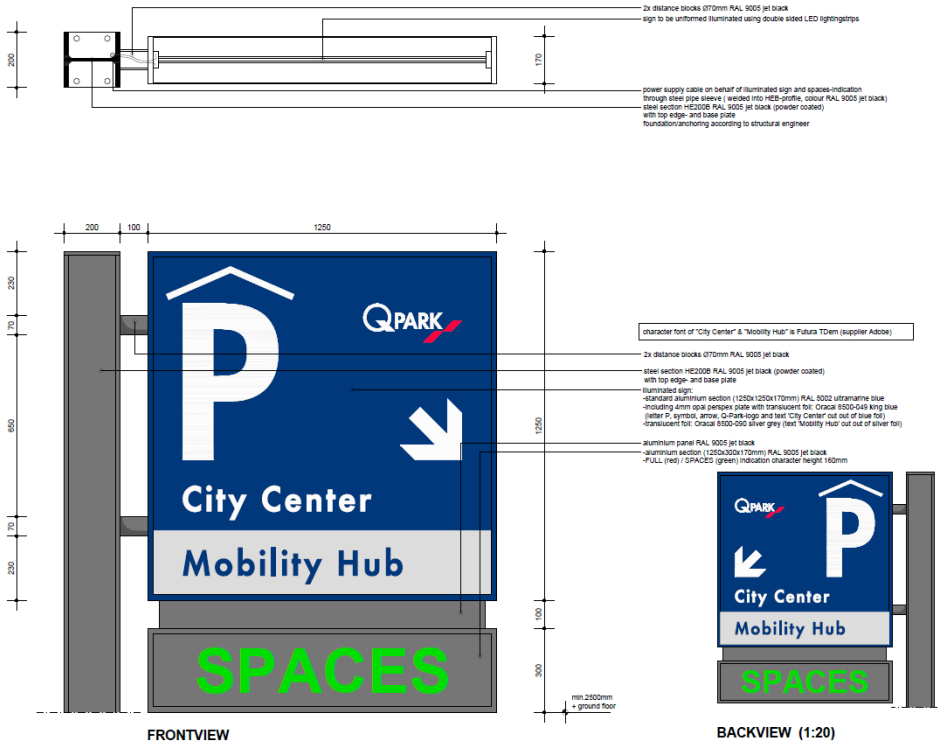 2x distance blocks Ø70mm RAL 9005 jet black
sign to be uniformed illuminated using double sided LED lightingstrips
200
170
power supply cable on behalf of illuminated sign and spaces-indication
through steel pipe sleeve ( welded into HEB-profile, colour RAL 9005 jet black)
steel section HE200B RAL 9005 jet black (powder coated)
with top edge- and base plate
foundation/anchoring according to structural engineer
200
100
1250
230
70
650
70
230
P
QPARK
City Center
Mobility Hub
SPACES
1250
100
300
min.2500mm
+ ground floor
character font of "City Center" & "Mobility Hub" is Futura TDem (supplier Adobe)
2x distance blocks Ø70mm RAL 9005 jet black
steel section HE200B RAL 9005 jet black (powder coated)
with top edge- and base plate
illuminated sign:
-standard aluminium section (1250x1250x170mm) RAL 5002 ultramarine blue
-including 4mm opal perspex plate with translucent foil: Oracal 8500-049 king blue
(letter P, symbol, arrow, Q-Park-logo and text 'City Center' cut out of blue foil)
-translucent foil: Oracal 8500-090 silver grey (text 'Mobility Hub' cut out of silver foil)
aluminium panel RAL 9005 jet black
-aluminium section (1250x300x170mm) RAL 9005 jet black
-FULL (red) / SPACES (green) indication character height 160mm
QPARK
P
City Center
Mobility Hub
SPACES
FRONTVIEW
BACKVIEW (1:20)